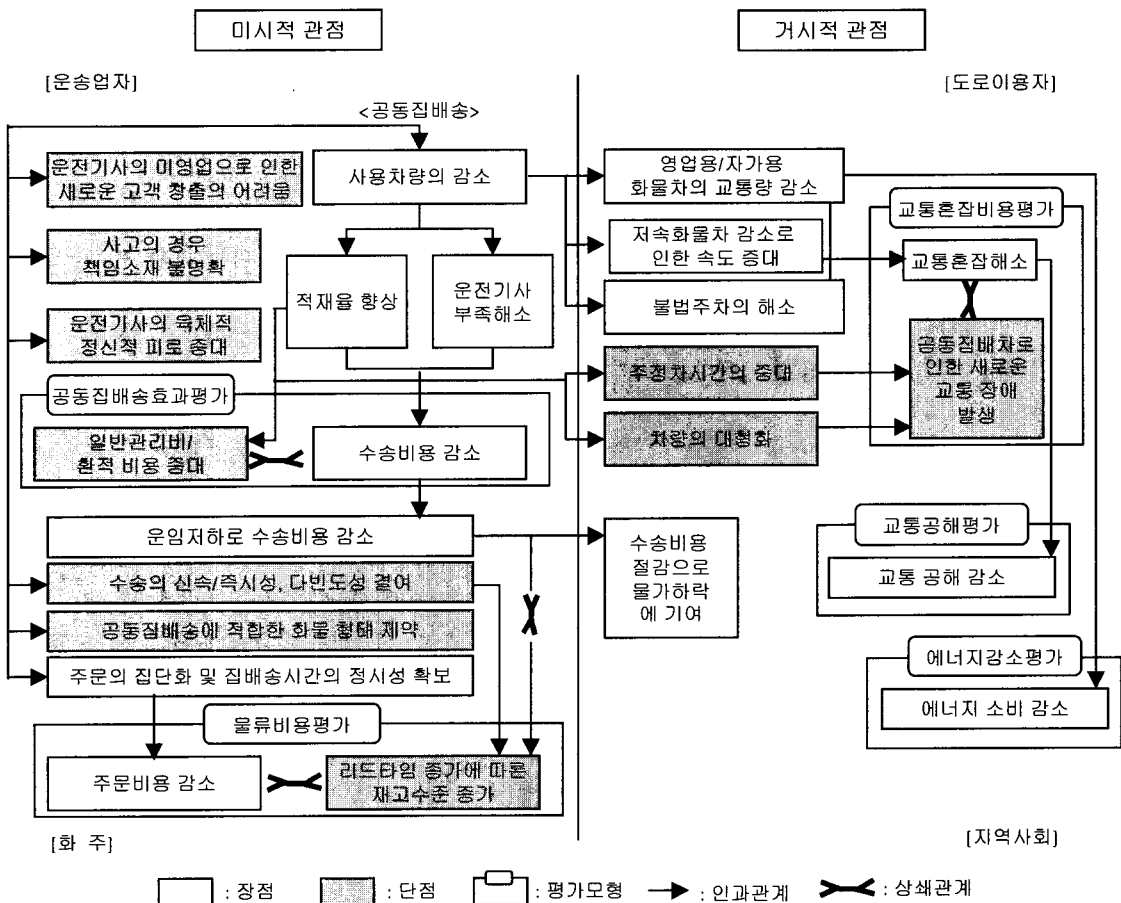 미시적 관점
거시적 관점
[운송업자]
[도로이용자]
<공동집배송>
운전기사의 미영업으로 인한
새로운 고객 창출의 어려움
사용차량의 감소
사고의 경우
책임소재 불명확
적재율 향상
운전기사
부족해소
운전기사의 육체적
정신적 피로 증대
공동집배송효과평가
일반관리비/
환적 비용 증대
수송비용 감소
운임저하로 수송비용 감소
수송의 신속/즉시성, 다빈도성 결여
공동집배송에 적합한 화물 형태 제약
주문의 집단화 및 집배송시간의 정시성 확보
물류비용평가
주문비용 감소
리드타임 증가에 따른
재고수준 증가
[화 주]
영업용/자가용
화물차의 교통량 감소
저속화물차 감소로
인한 속도 증대
불법주차의 해소
주정차시간의 증대
차량의 대형화
수송비용
절감으로
물가하락
에 기여
교통혼잡비용평가
교통혼잡해소
공동집배차로
인한 새로운
교통 장애
발생
교통공해평가
교통 공해 감소
에너지감소평가
에너지 소비 감소
[지역사회]
: 장점
: 단점
: 평가모형
: 인과관계
: 상쇄관계